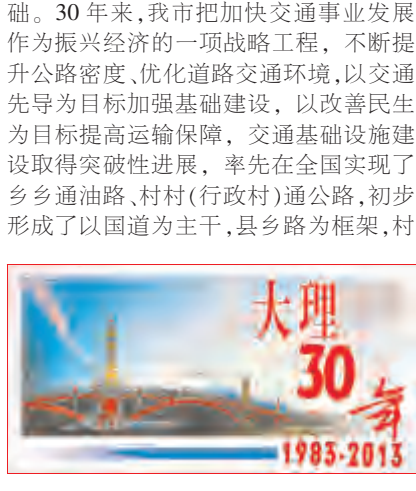 础。30 年来,我市把加快交通事业发展
作为振兴经济的一项战略工程，不断提
升公路密度、优化道路交通环境,以交通
先导为目标加强基础建设，以改善民生
为目标提高运输保障，交通基础设施建
设取得突破性进展，率先在全国实现了
乡乡通油路、村村(行政村)通公路,初步
形成了以国道为主干,县乡路为框架,村
大理
30
年
1983-2013